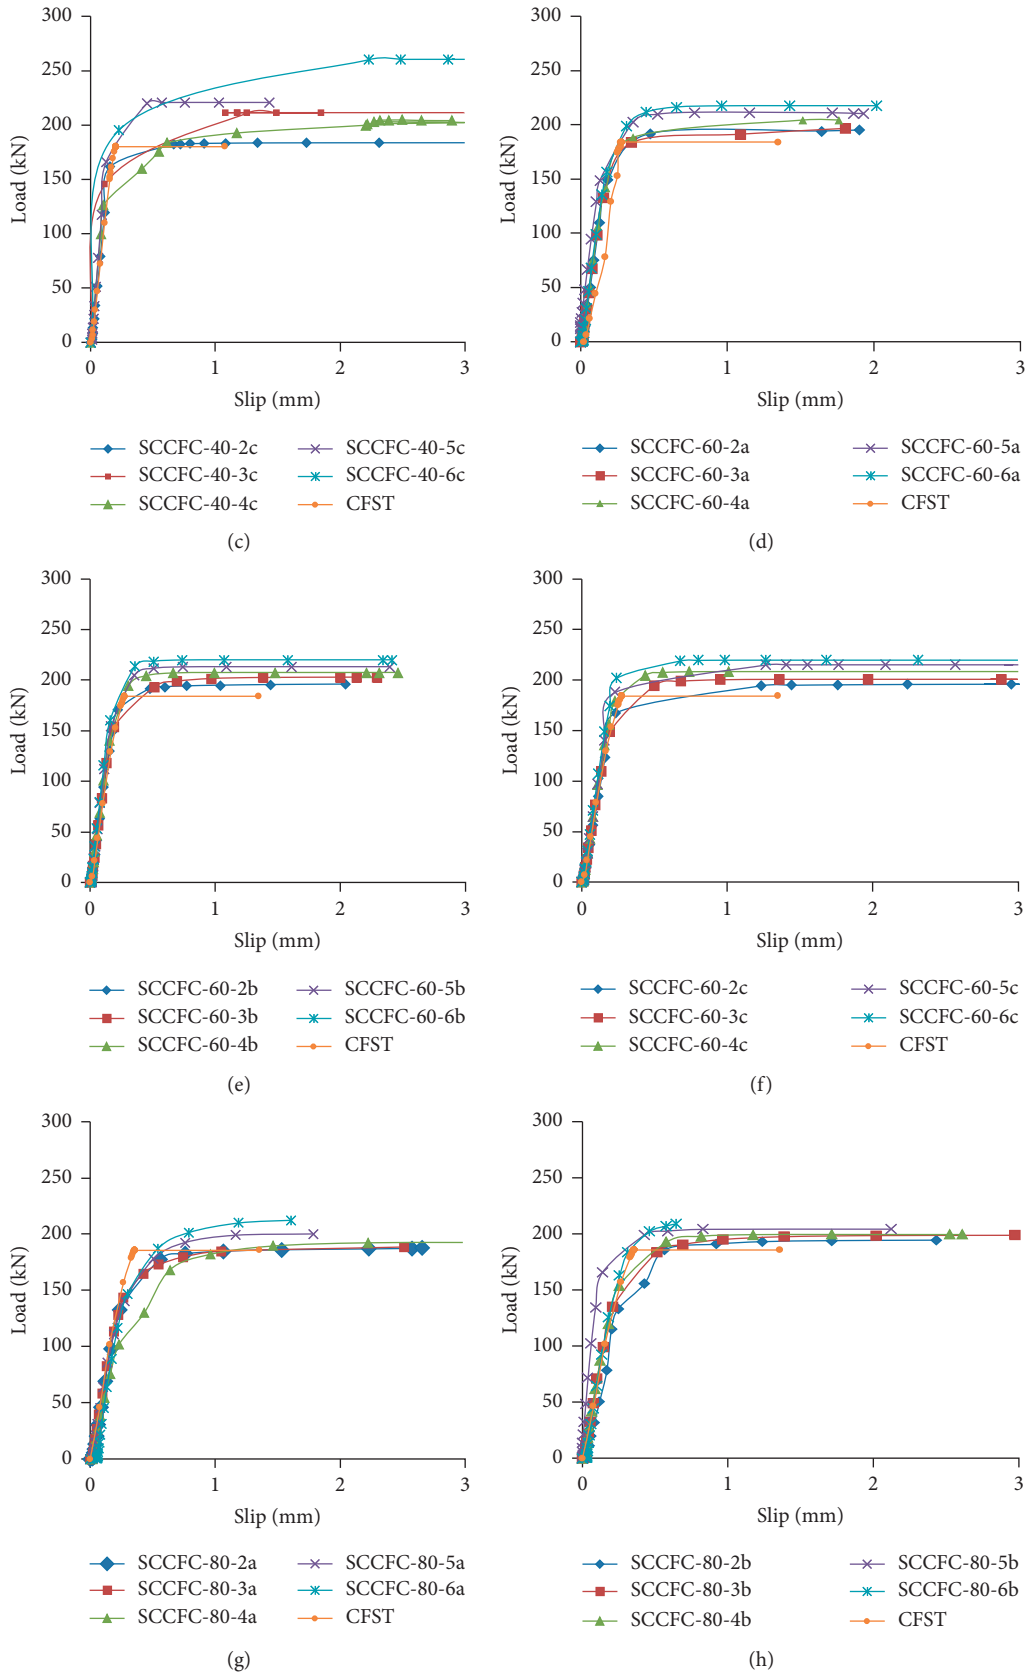 300
250
200
150
100
50
0
Load (kN)
0 1 2 3
Slip (mm)
SCCFC-40-2c
SCCFC-40-3c
SCCFC-40-4c
SCCFC-40-5c
SCCFC-40-6c
CFST
(c)
300
250
200
150
100
50
0
Load (kN)
0 1 2 3
Slip (mm)
SCCFC-60-2a
SCCFC-60-3a
SCCFC-60-4a
SCCFC-60-5a
SCCFC-60-6a
CFST
(d)
300
250
200
150
100
50
0
Load (kN)
0 1 2 3
Slip (mm)
SCCFC-60-2b
SCCFC-60-3b
SCCFC-60-4b
SCCFC-60-5b
SCCFC-60-6b
CFST
(e)
300
250
200
150
100
50
0
Load (kN)
0 1 2 3
Slip (mm)
SCCFC-60-2c
SCCFC-60-3c
SCCFC-60-4c
SCCFC-60-5c
SCCFC-60-6c
CFST
(f)
300
250
200
150
100
50
0
Load (kN)
0 1 2 3
Slip (mm)
SCCFC-80-2a
SCCFC-80-3a
SCCFC-80-4a
SCCFC-80-5a
SCCFC-80-6a
CFST
(g)
300
250
200
150
100
50
0
Load (kN)
0 1 2 3
Slip (mm)
SCCFC-80-2b
SCCFC-80-3b
SCCFC-80-4b
SCCFC-80-5b
SCCFC-80-6b
CFST
(h)